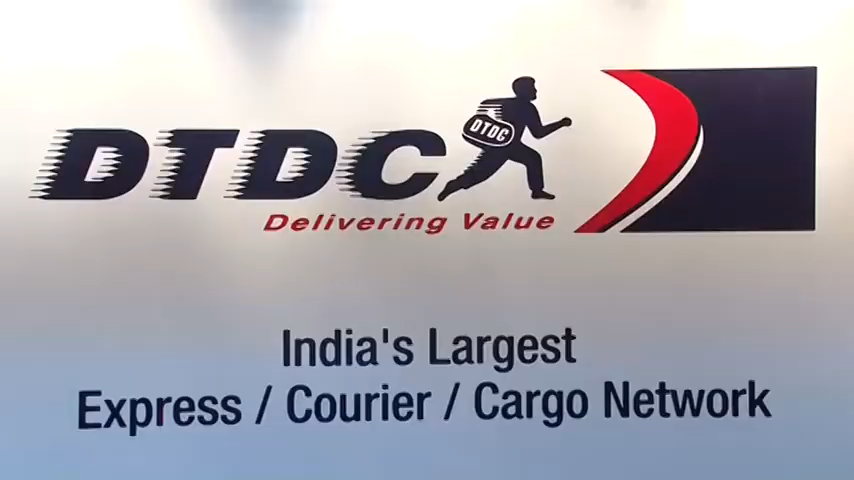 DTDC
DTDC
Delivering Value
India's Largest
Express / Courier / Cargo Network